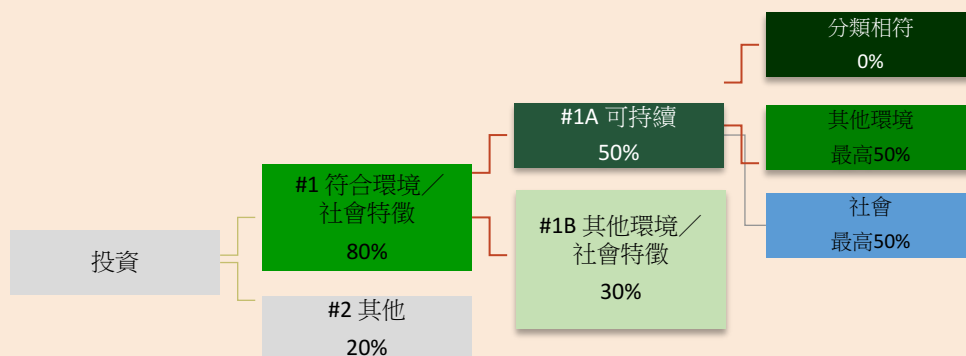 投資
#1 符合環境／
社會特徵
80%
#2 其他
20%
#1A 可持續
50%
#1B 其他環境／
社會特徵
30%
分類相符
0%
其他環境
最高50%
社會
最高50%